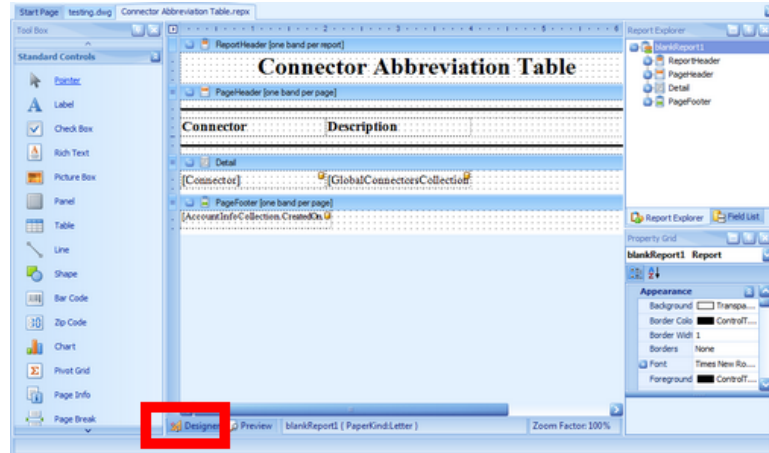 Start Page testing.dwg Connector Abbreviation Table.repx
Tool Box
Standard Controls
Pointer
Label
Check Box
Rich Text
Picture Box
Panel
Table
Line
Shape
Bar Code
Zip Code
Chart
Pivot Grid
Page Info
Page Break
ReportHeader [one band per report]
Connector Abbreviation Table
PageHeader [one band per page]
Connector Description
Detail
[Connector] [GlobalConnectorsCollection
PageFooter [one band per page]
[AccountInfoCollection.CreatedOn
Designer Preview blankReport1 { PaperKind:Letter } Zoom Factor: 100%
Report Explorer
blankReport1
ReportHeader
PageHeader
Detail
PageFooter
Report Explorer Field List
Property Grid
blankReport1 Report
Appearance
Background Transpa...
Border Colo ControlT...
Border Widt 1
Borders None
Font Times New Ro...
Foreground ControlT...